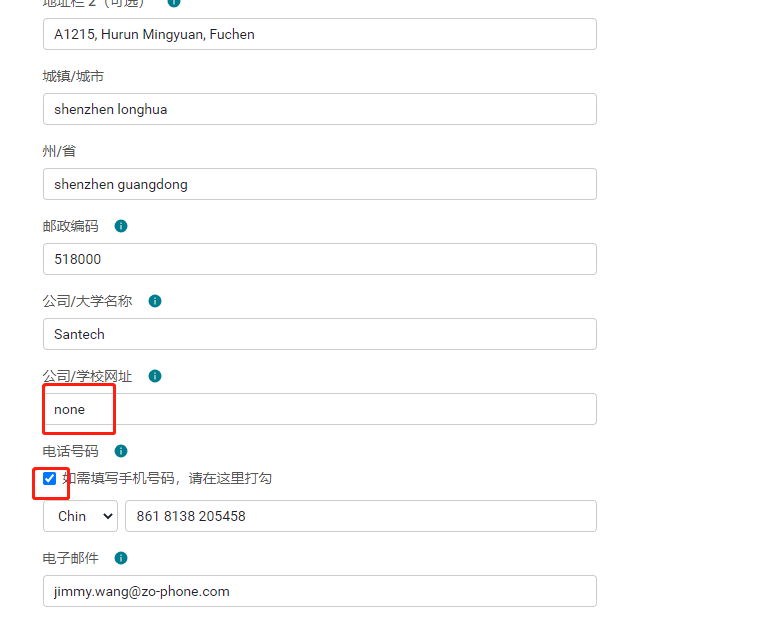 地址栏 2（可选）
A1215, Hurun Mingyuan, Fuchen
城镇/城市
shenzhen longhua
州/省
shenzhen guangdong
邮政编码
518000
公司/大学名称
Santech
公司/学校网址
none
电话号码
如需填写手机号码，请在这里打勾
Chin 861 8138 205458
电子邮件
jimmy.wang@zo-phone.com